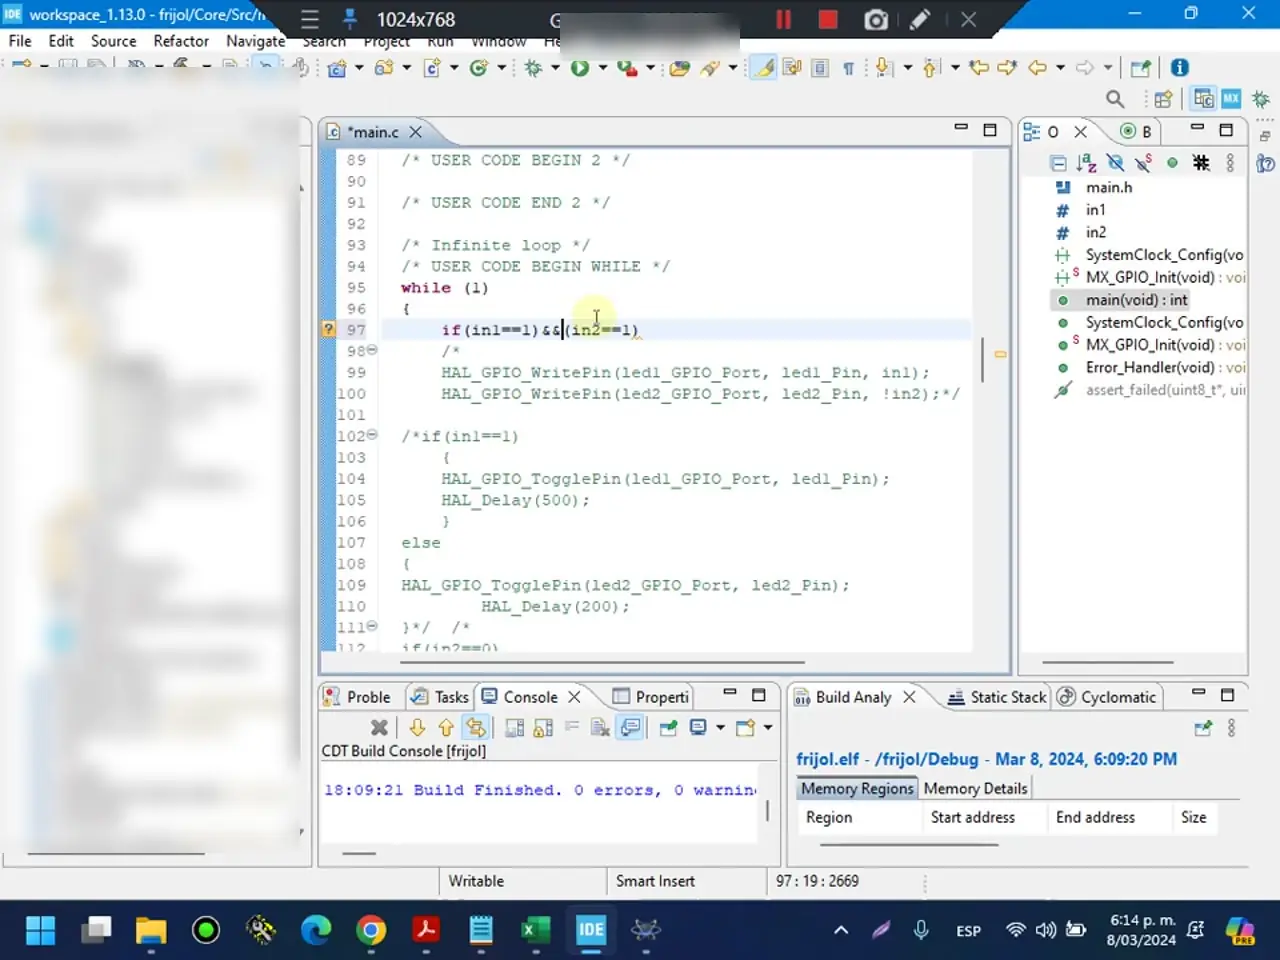 workspace_1.13.0 - frijol/Core/Src/
1024x768
File Edit Source Refactor Navigate Search Project Run Window He
*main.c
89 /* USER CODE BEGIN 2 */
90
91 /* USER CODE END 2 */
92
93 /* Infinite loop */
94 /* USER CODE BEGIN WHILE */
95 while (1)
96 {
97 if(in1==1)&&(in2==1)
98 /*
99 HAL_GPIO_WritePin(led1_GPIO_Port, led1_Pin, in1);
100 HAL_GPIO_WritePin(led2_GPIO_Port, led2_Pin, !in2);*/
101
102 /*if(in1==1)
103 {
104 HAL_GPIO_TogglePin(led1_GPIO_Port, led1_Pin);
105 HAL_Delay(500);
106 }
107 else
108 {
109 HAL_GPIO_TogglePin(led2_GPIO_Port, led2_Pin);
110 HAL_Delay(200);
111 }*/ /*
112 if(in2==0)
O B
main.h
in1
in2
SystemClock_Config(vo
MX_GPIO_Init(void) : voi
main(void) : int
SystemClock_Config(vo
MX_GPIO_Init(void) : voi
Error_Handler(void) : voi
assert_failed(uint8_t*, ui
Proble Tasks Console Properti
CDT Build Console [frijol]
18:09:21 Build Finished. 0 errors, 0 warnin
Build Analy Static Stack Cyclomatic
frijol.elf - /frijol/Debug - Mar 8, 2024, 6:09:20 PM
Memory Regions Memory Details
Region Start address End address Size
Writable Smart Insert 97 : 19 : 2669
IDE
MX
ESP
6:14 p. m.
8/03/2024
PRE